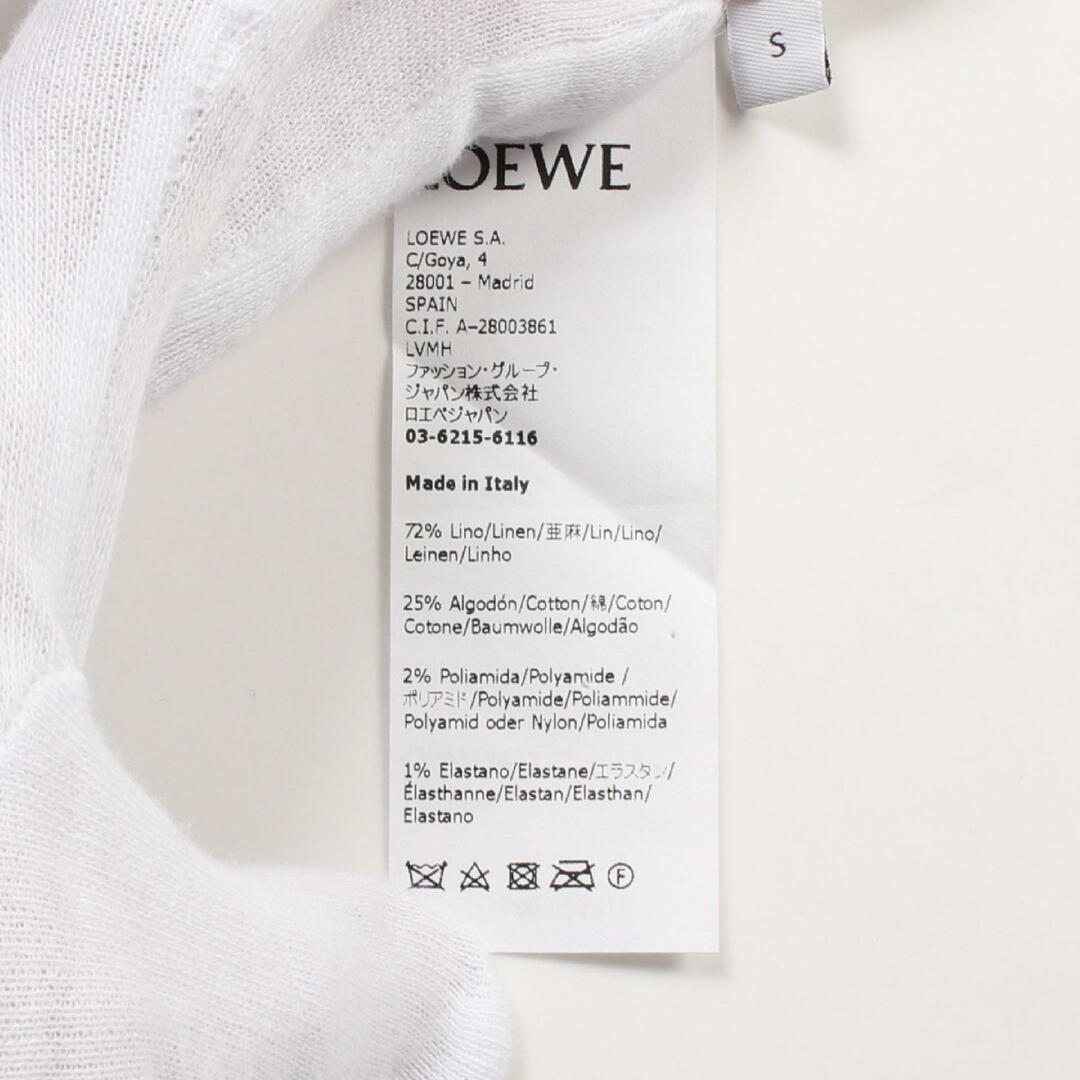 S
LOEWE
LOEWE S.A.
C/Goya, 4
28001 – Madrid
SPAIN
C.I.F. A–28003861
LVMH
ファッション・グループ・
ジャパン株式会社
ロエベジャパン
03-6215-6116
Made in Italy
72% Lino/Linen/亜麻/Lin/Lino/
Leinen/Linho
25% Algodón/Cotton/綿/Coton/
Cotone/Baumwolle/Algodão
2% Poliamida/Polyamide /
ポリアミド/Polyamide/Poliammide/
Polyamid oder Nylon/Poliamida
1% Elastano/Elastane/エラスタン/
Élasthanne/Elastan/Elasthan/
Elastano
F